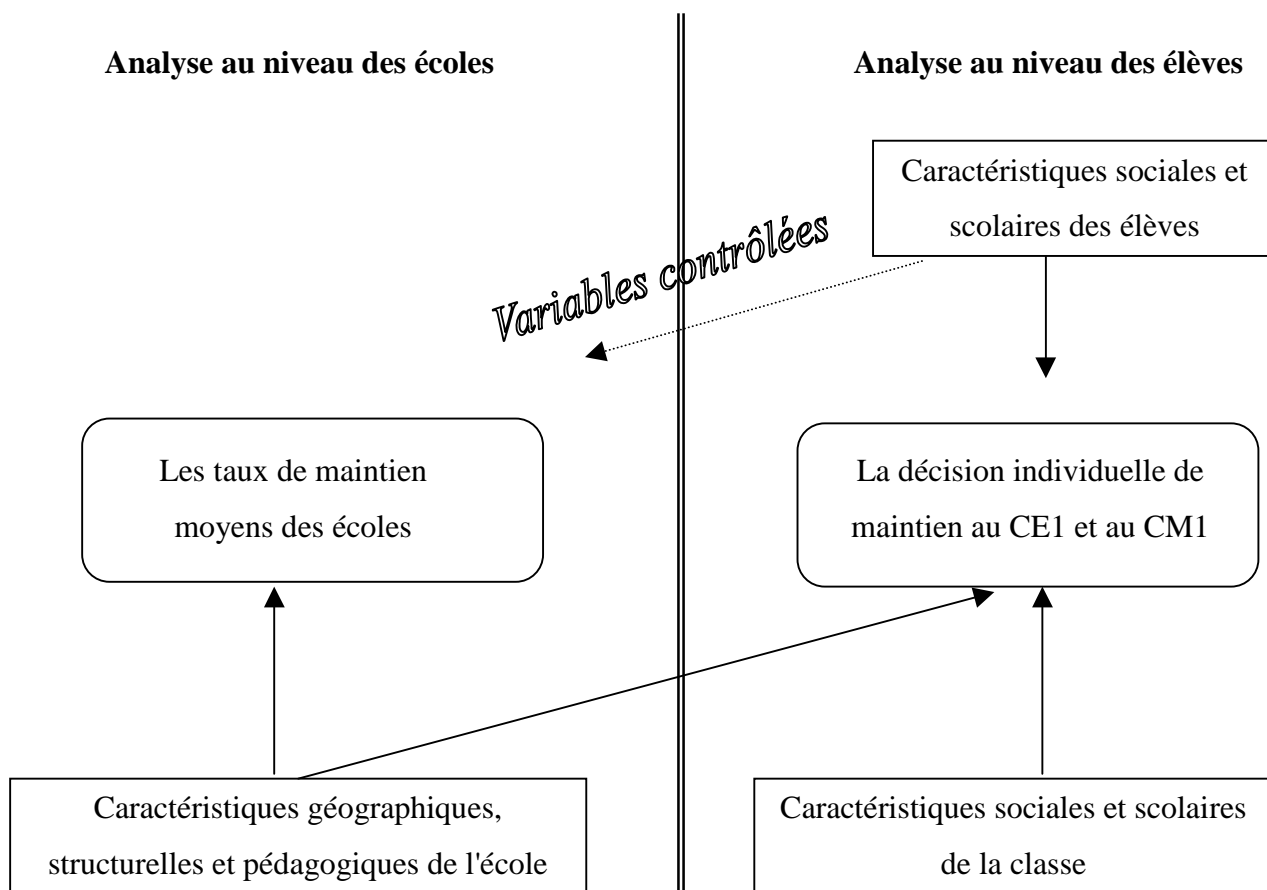 Analyse au niveau des écoles
Analyse au niveau des élèves
Caractéristiques sociales et
scolaires des élèves
Variables contrôlées
Les taux de maintien
moyens des écoles
La décision individuelle de
maintien au CE1 et au CM1
Caractéristiques géographiques,
structurelles et pédagogiques de l'école
Caractéristiques sociales et scolaires
de la classe